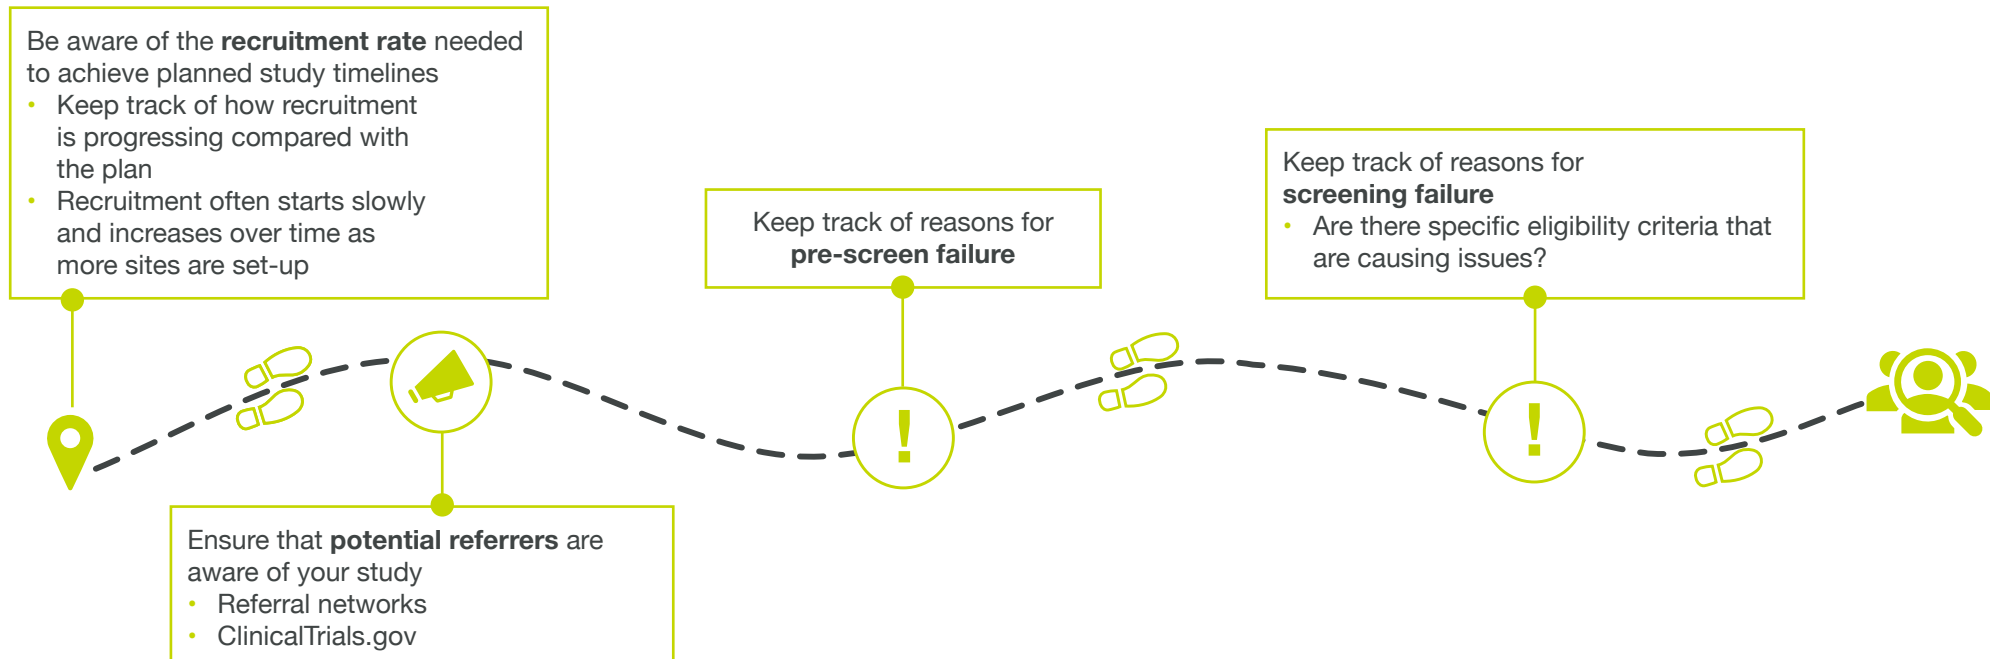 Be aware of the recruitment rate needed
to achieve planned study timelines
• Keep track of how recruitment
is progressing compared with
the plan
• Recruitment often starts slowly
and increases over time as
more sites are set-up
Ensure that potential referrers are
aware of your study
• Referral networks
• ClinicalTrials.gov
Keep track of reasons for
pre-screen failure
Keep track of reasons for
screening failure
• Are there specific eligibility criteria that
are causing issues?
!
!